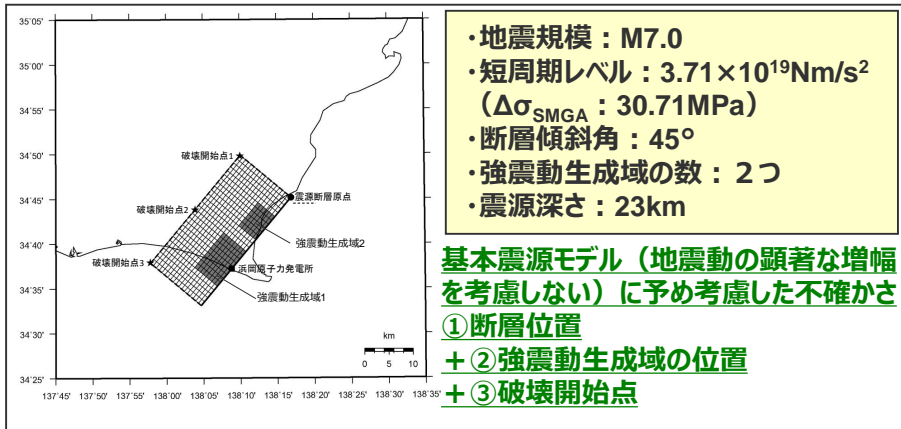 35˚05'
35˚00'
34˚55'
34˚50'
34˚45'
34˚40'
34˚35'
34˚30'
34˚25'
137˚45' 137˚50' 137˚55' 138˚00' 138˚05' 138˚10' 138˚15' 138˚20' 138˚25' 138˚30' 138˚35'
破壊開始点1
震源断層原点
破壊開始点2
強震動生成域2
破壊開始点3
浜岡原子力発電所
強震動生成域1
km
0 5 10
・地震規模：M7.0
・短周期レベル：3.71×10¹⁹Nm/s²
（ΔσSMGA：30.71MPa）
・断層傾斜角：45°
・強震動生成域の数：２つ
・震源深さ：23km
基本震源モデル（地震動の顕著な増幅
を考慮しない）に予め考慮した不確かさ
①断層位置
＋②強震動生成域の位置
＋③破壊開始点